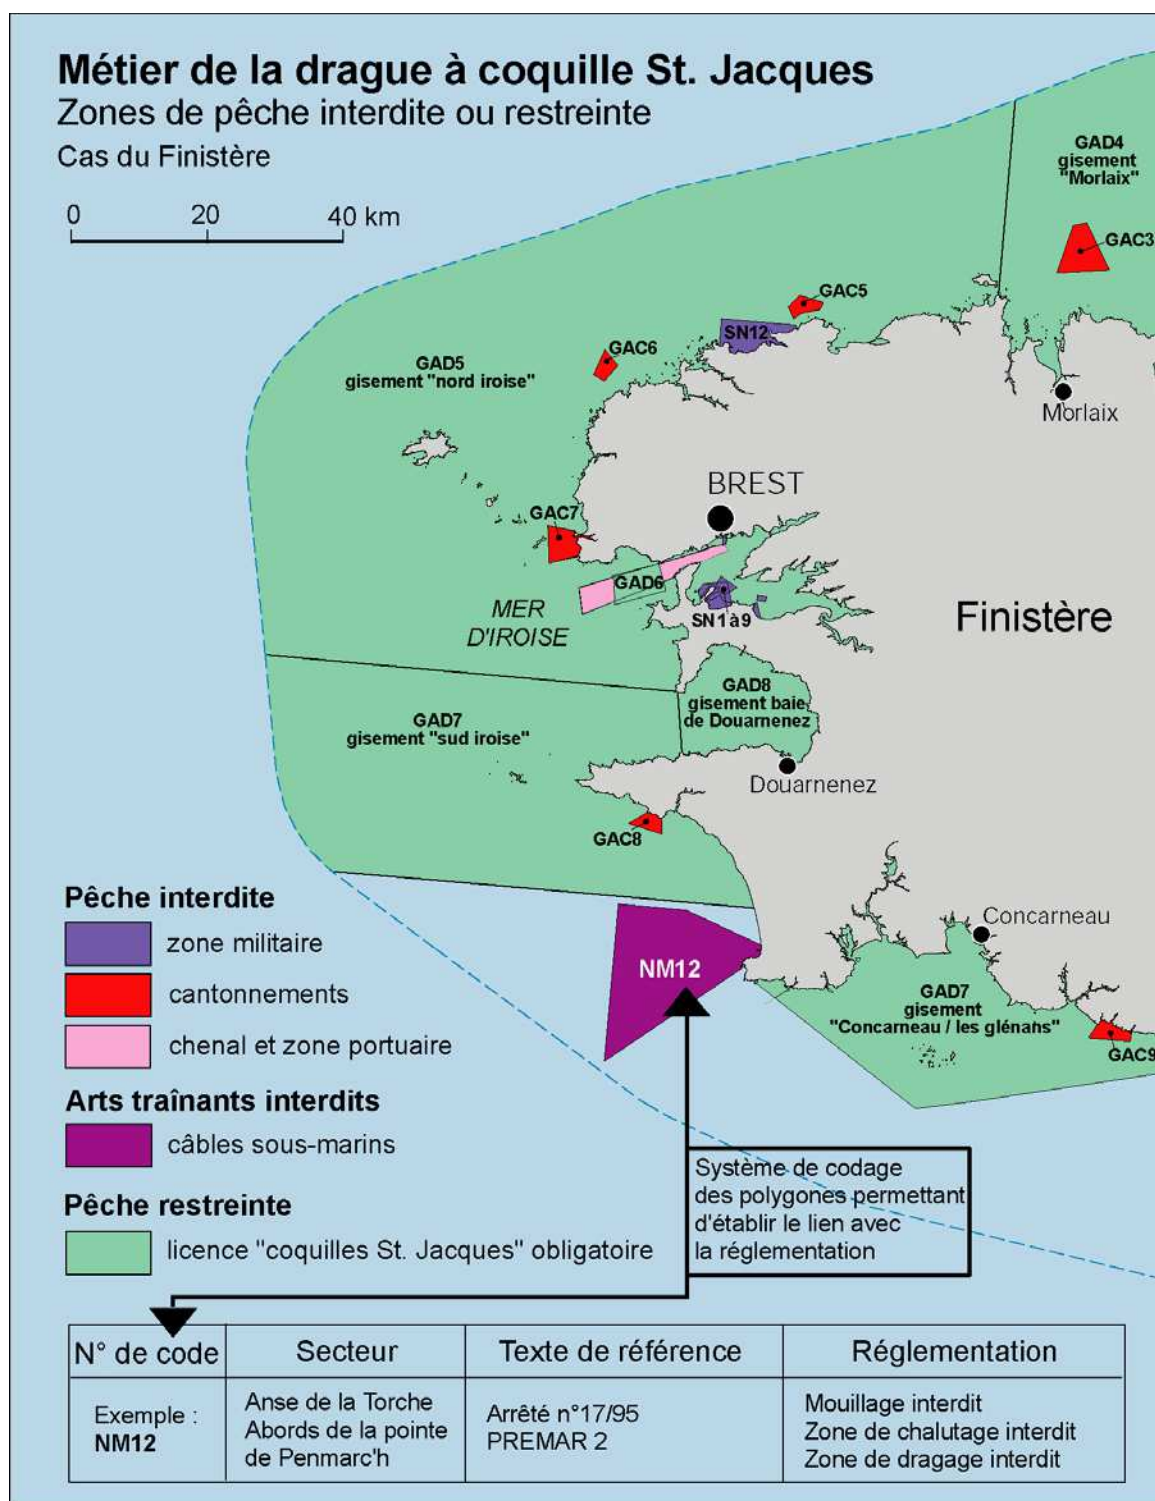 Métier de la drague à coquille St. Jacques
Zones de pêche interdite ou restreinte
Cas du Finistère
0 20 40 km
GAD4
gisement
"Morlaix"
GAC3
GAC5
SN12
GAC6
GAD5
gisement "nord iroise"
Morlaix
BREST
GAC7
GAD6
SN1à9
MER
D'IROISE
Finistère
GAD8
gisement baie
de Douarnenez
GAD7
gisement "sud iroise"
Douarnenez
GAC8
Concarneau
NM12
GAD7
gisement
"Concarneau / les glénans"
GAC9
Pêche interdite
zone militaire
cantonnements
chenal et zone portuaire
Arts traînants interdits
câbles sous-marins
Pêche restreinte
licence "coquilles St. Jacques" obligatoire
Système de codage
des polygones permettant
d'établir le lien avec
la réglementation
N° de code Secteur Texte de référence Réglementation
Exemple :
NM12
Anse de la Torche
Abords de la pointe
de Penmarc'h
Arrêté n°17/95
PREMAR 2
Mouillage interdit
Zone de chalutage interdit
Zone de dragage interdit